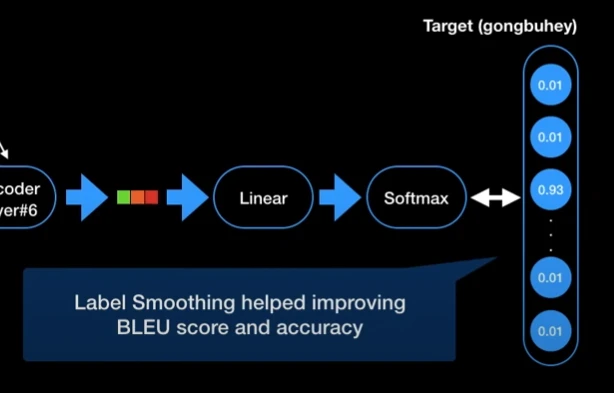 Target (gongbuhey)
0.01
0.01
0.93
coder
yer#6
Linear
Softmax
0.01
0.01
Label Smoothing helped improving
BLEU score and accuracy